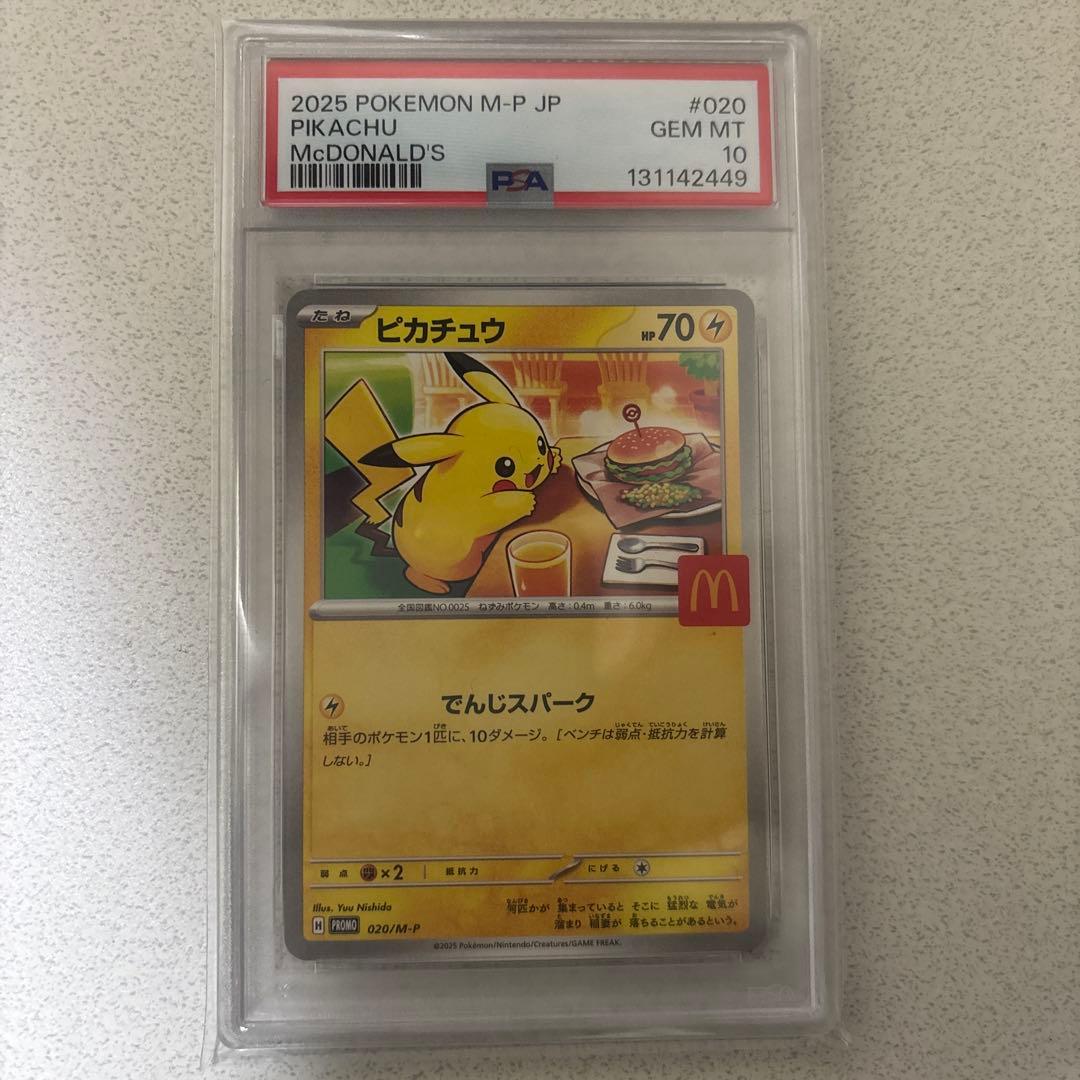 2025 POKEMON M-P JP #020
PIKACHU GEM MT
McDONALD'S 10
PSA 131142449
たね ピカチュウ HP70
全国図鑑NO.0025 ねずみポケモン 高さ:0.4m 重さ:6.0kg
でんじスパーク
相手のポケモン1匹に、10ダメージ。[ベンチは弱点・抵抗力を計算
しない。]
弱点 ×2 抵抗力 にげる
Illus. Yuu Nishida
何匹かが 集まっていると そこに 猛烈な 電気が
溜まり 稲妻が 落ちることがあるという。
H PROMO 020/M-P
©2025 Pokémon/Nintendo/Creatures/GAME FREAK.